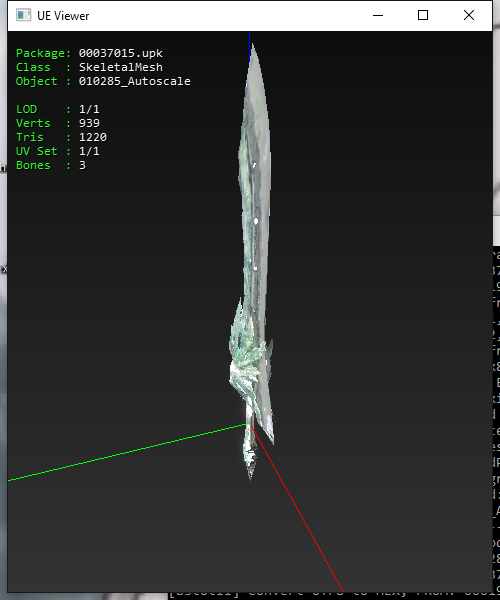 UE Viewer
Package: 00037015.upk
Class  : SkeletalMesh
Object : 010285_Autoscale
LOD    : 1/1
Verts  : 939
Tris   : 1220
UV Set : 1/1
Bones  : 3